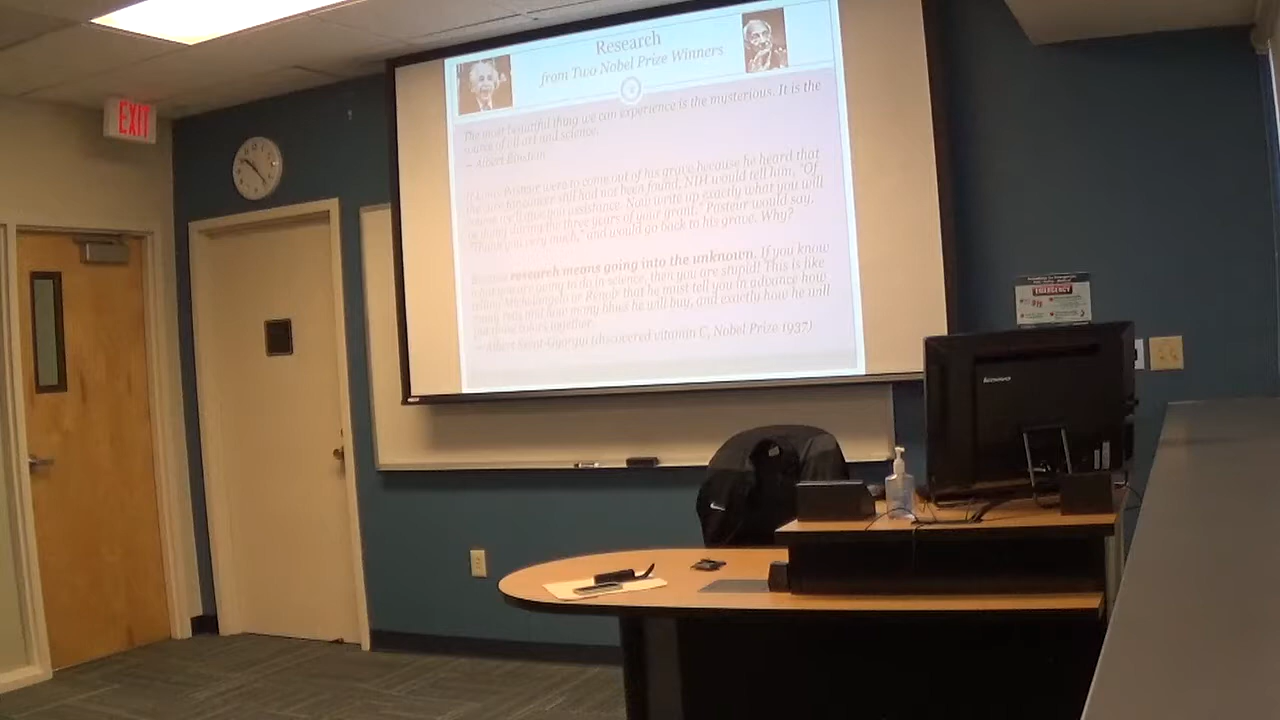 EXIT
Research
from Two Nobel Prize Winners
The most beautiful thing we can experience is the mysterious. It is the
source of all art and science.
– Albert Einstein
Pasteur were to come out of his grave because he heard that
the cure for cancer still had not been found, NIH would tell him, "Of
course we'll give you assistance. Now write up exactly what you will
be doing during the three years of your grant." Pasteur would say,
"Thank you very much," and would go back to his grave. Why?
Because research means going into the unknown. If you know
what you are going to do in science, then you are stupid! This is like
telling Michelangelo or Renoir that he must tell you in advance how
many reds and how many blues he will buy, and exactly how he will
put those colors together.
– Albert Szent-Gyorgyi (discovered vitamin C, Nobel Prize 1937)
EMERGENCY
lenovo